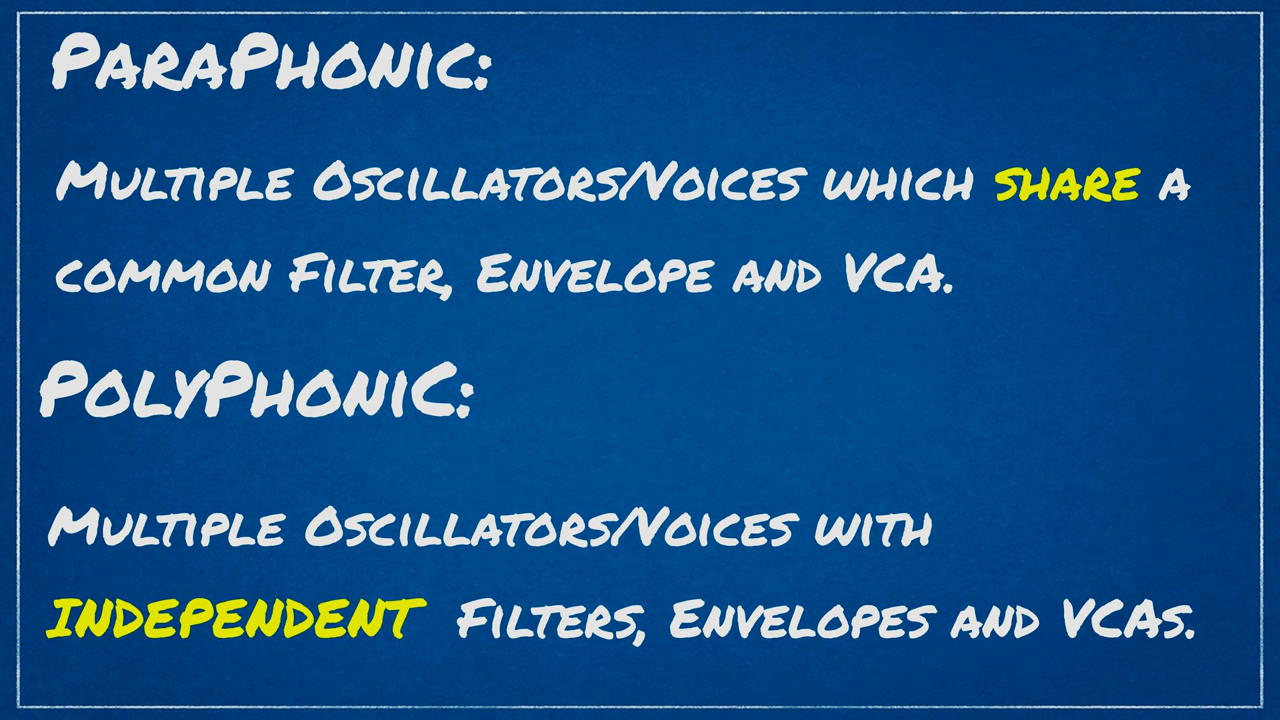 ParaPhonic:
Multiple Oscillators/Voices which share a
common Filter, Envelope and VCA.
PolyPhoniC:
Multiple Oscillators/Voices with
INDEPENDENT Filters, Envelopes and VCAs.